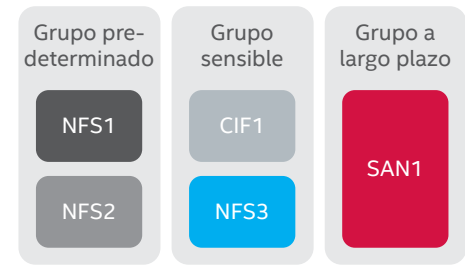 Grupo pre-
determinado
NFS1
NFS2
Grupo
sensible
CIF1
NFS3
Grupo a
largo plazo
SAN1